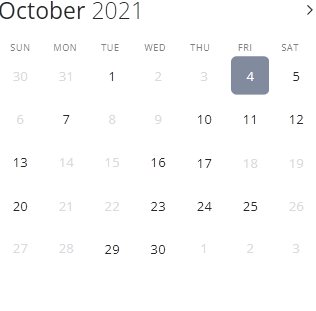 October 2021
SUN MON TUE WED THU FRI SAT
30 31 1 2 3 4 5
6 7 8 9 10 11 12
13 14 15 16 17 18 19
20 21 22 23 24 25 26
27 28 29 30 1 2 3